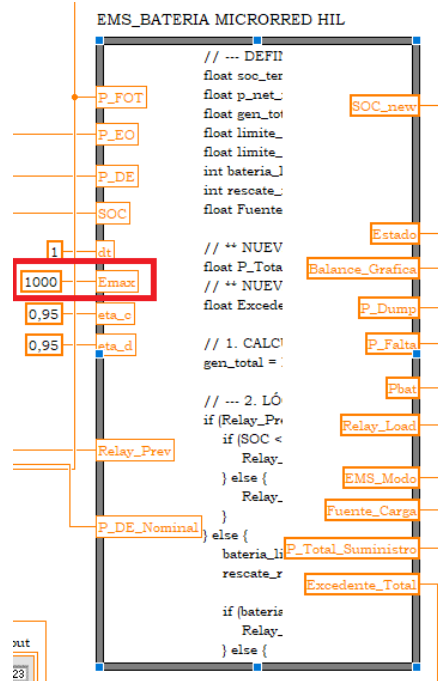 EMS_BATERIA MICRORRED HIL
// --- DEFIN
float soc_ter
P_FOT
float p_net_
SOC_new
float gen_tot
P_EO
float limite_
float limite_
P_DE
int bateria_l
int rescate_
SOC
float Fuente
Estado
1
dt
// ** NUEV
float P_Tota
Balance_Grafica
1000
Emax
// ** NUEV
float Excede
P_Dump
0,95
eta_c
// 1. CALCU
P_Falta
0,95
eta_d
gen_total =
Pbat
// --- 2. LÓ
if (Relay_Pre
Relay_Load
if (SOC <
Relay_Prev
Relay_
} else {
EMS_Modo
Relay_
Fuente_Carga
}
P_DE_Nominal
} else {
bateria_li
P_Total_Suministro
rescate_r
Excedente_Total
if (bateria
Relay_
} else {
put
23